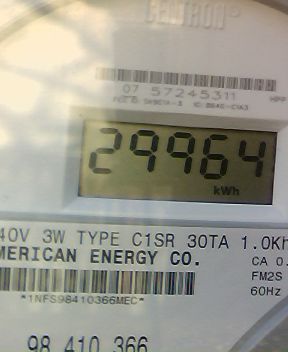 CENTRON®
07 57245311
29964
kWh
40V 3W TYPE C1SR 30TA 1.0Kh
MERICAN ENERGY CO.
CA 0.
FM2S
60Hz
*1NFS98410366MEC*
98 410 366